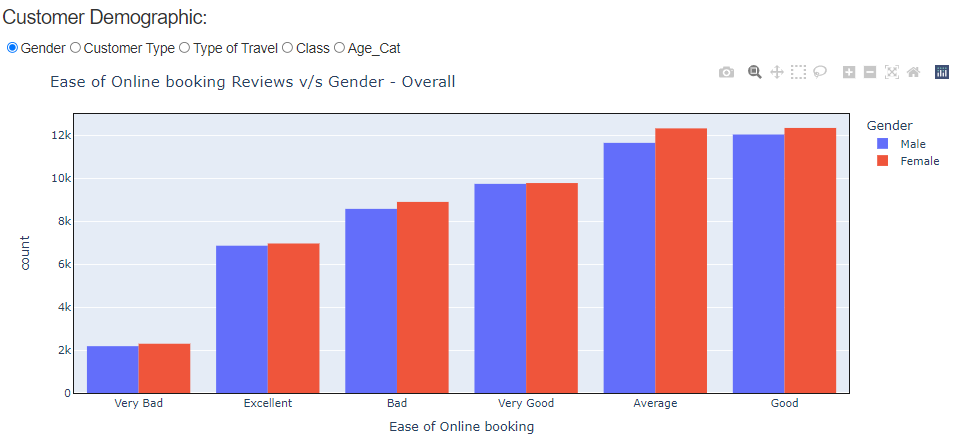 Customer Demographic:
Gender Customer Type Type of Travel Class Age_Cat
Ease of Online booking Reviews v/s Gender - Overall
Gender
Male
Female
12k
10k
8k
6k
4k
2k
0
count
Very Bad Excellent Bad Very Good Average Good
Ease of Online booking